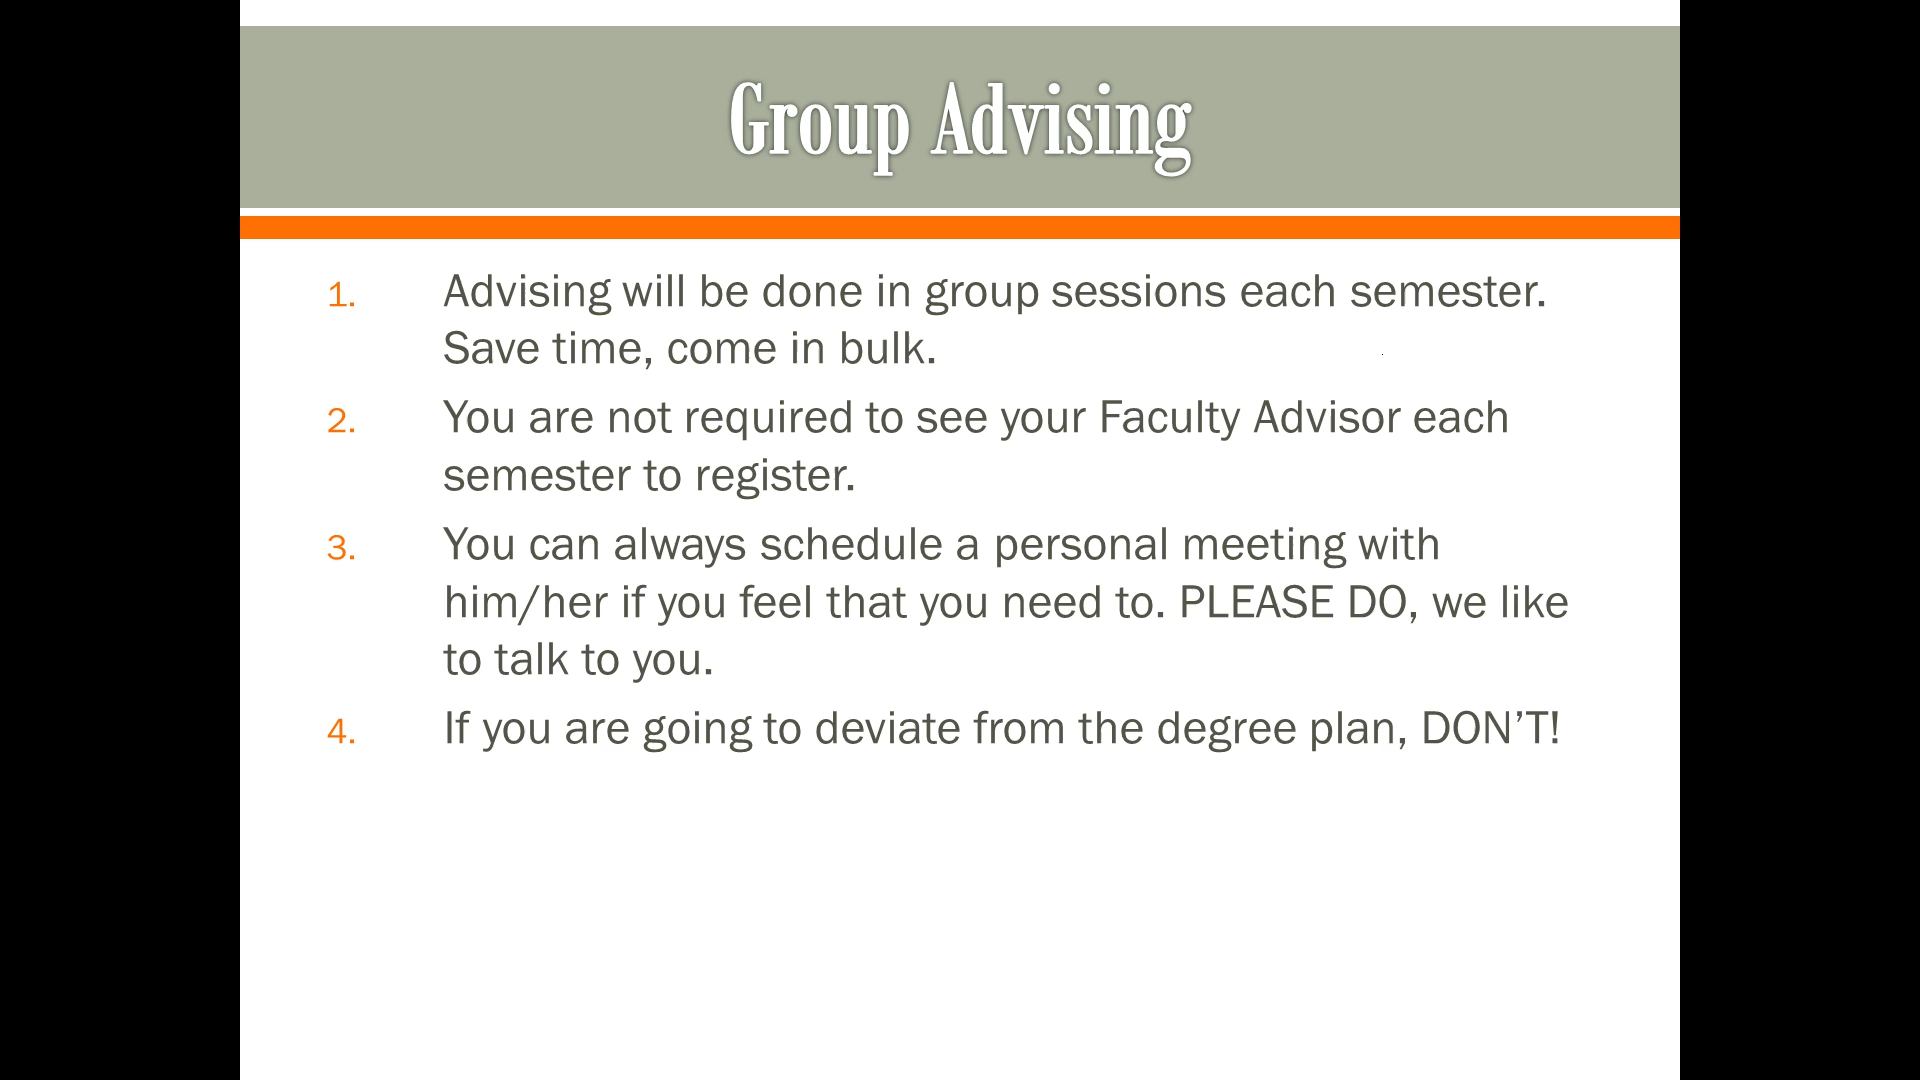 Group Advising
1. Advising will be done in group sessions each semester.
Save time, come in bulk.
2. You are not required to see your Faculty Advisor each
semester to register.
3. You can always schedule a personal meeting with
him/her if you feel that you need to. PLEASE DO, we like
to talk to you.
4. If you are going to deviate from the degree plan, DON’T!